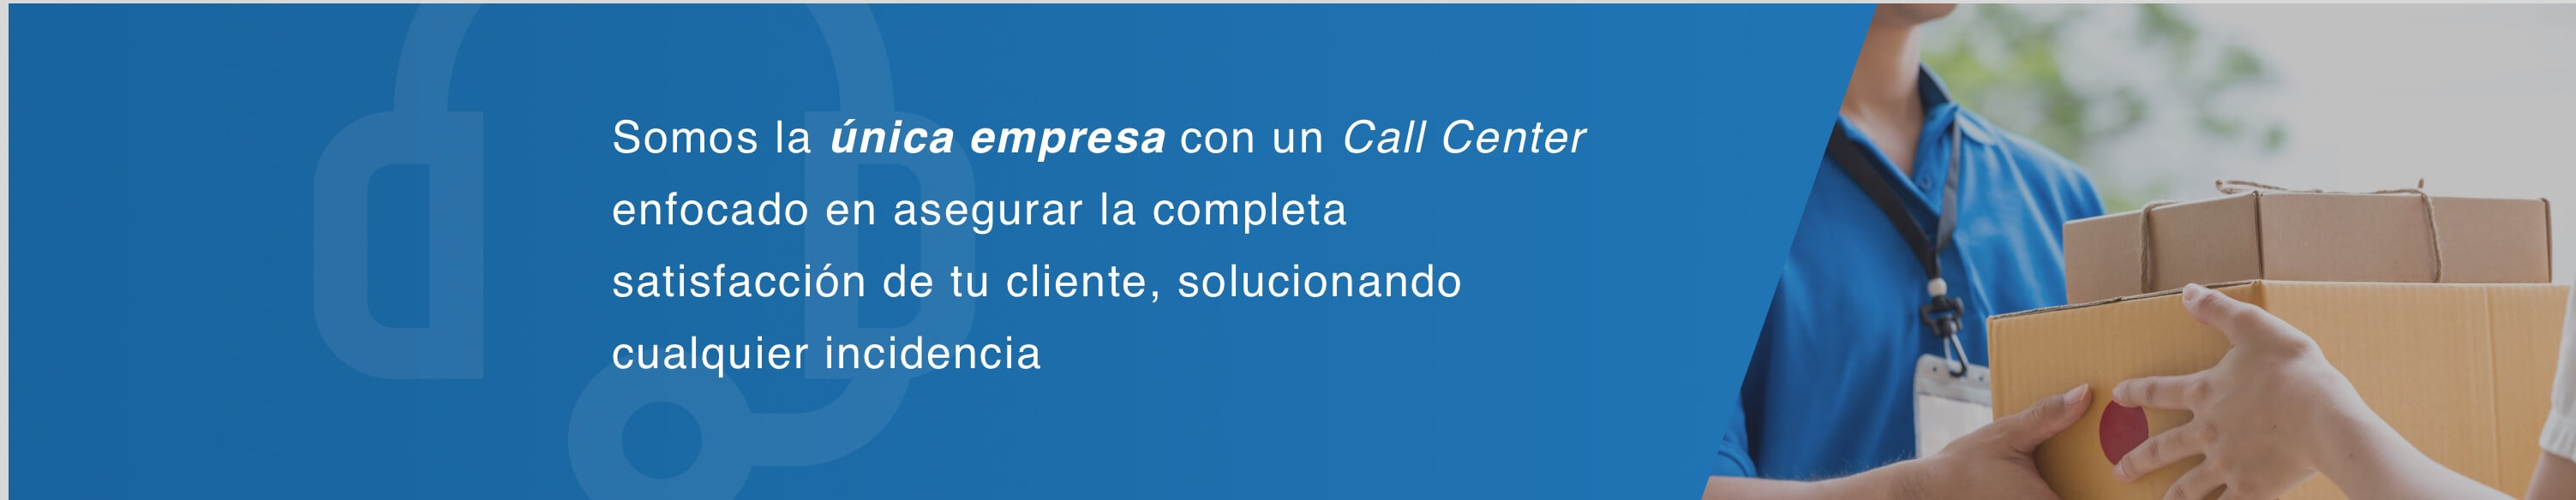 Somos la única empresa con un Call Center
enfocado en asegurar la completa
satisfacción de tu cliente, solucionando
cualquier incidencia